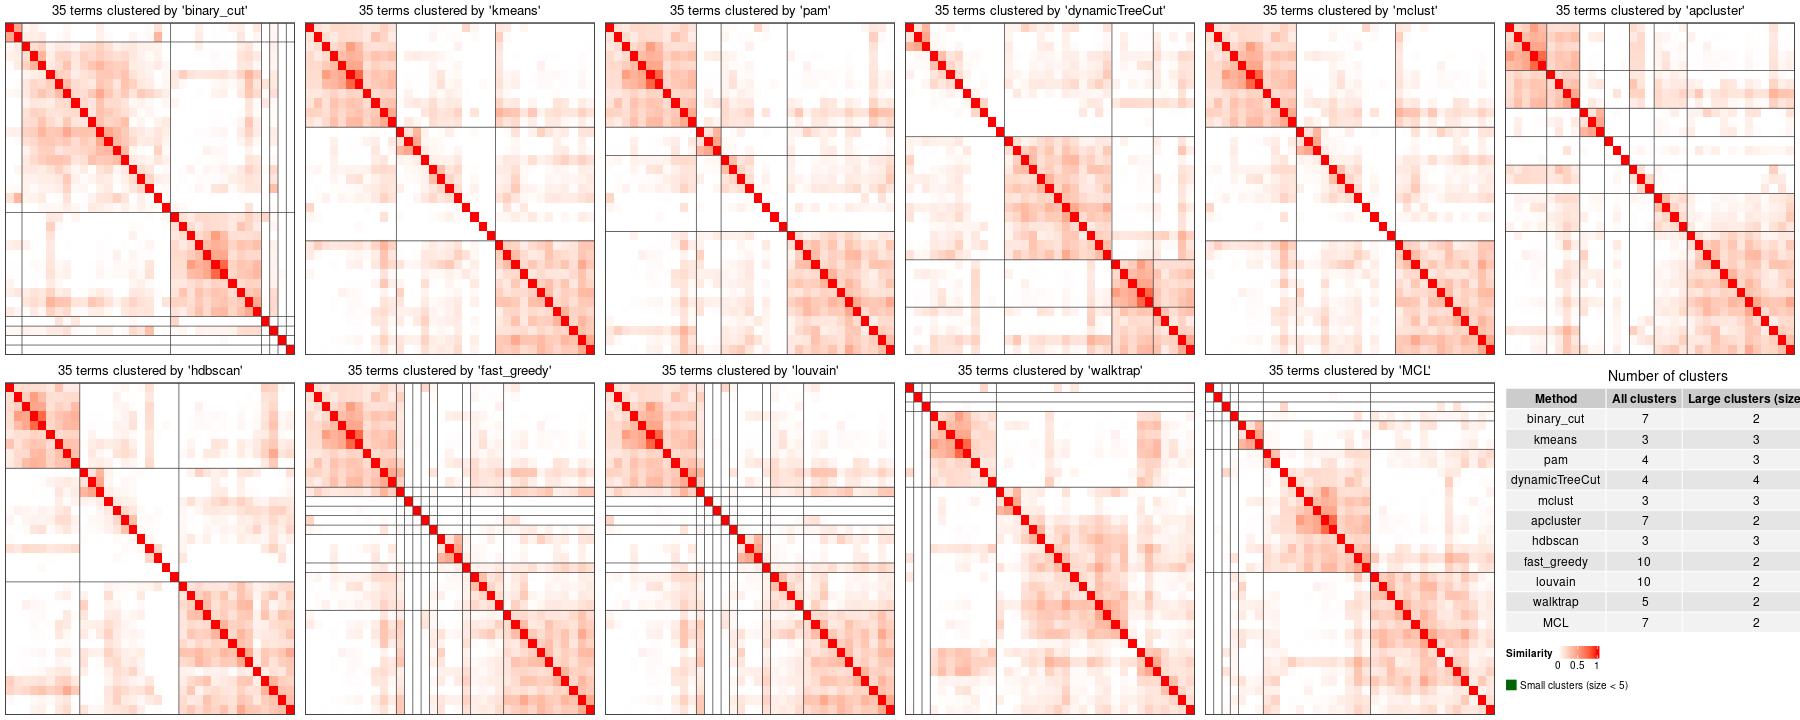 35 terms clustered by 'binary_cut'
35 terms clustered by 'kmeans'
35 terms clustered by 'pam'
35 terms clustered by 'dynamicTreeCut'
35 terms clustered by 'mclust'
35 terms clustered by 'apcluster'
35 terms clustered by 'hdbscan'
35 terms clustered by 'fast_greedy'
35 terms clustered by 'louvain'
35 terms clustered by 'walktrap'
35 terms clustered by 'MCL'
Number of clusters
Method All clusters Large clusters (size
binary_cut 7 2
kmeans 3 3
pam 4 3
dynamicTreeCut 4 4
mclust 3 3
apcluster 7 2
hdbscan 3 3
fast_greedy 10 2
louvain 10 2
walktrap 5 2
MCL 7 2
Similarity
0 0.5 1
Small clusters (size < 5)